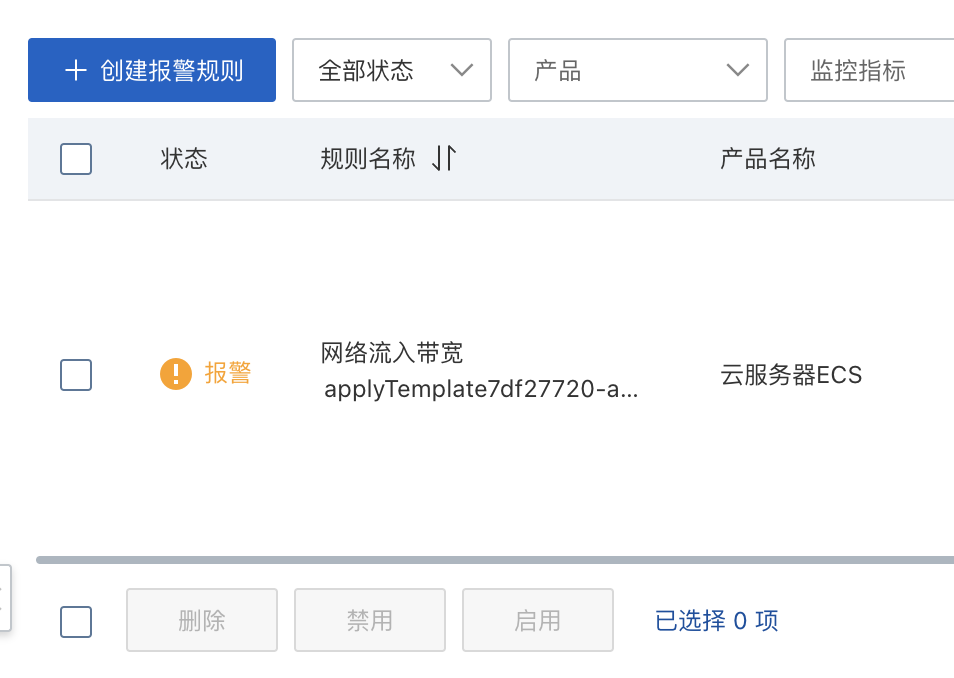 创建报警规则
全部状态
产品
监控指标
状态
规则名称
产品名称
报警
网络流入带宽
applyTemplate7df27720-a...
云服务器ECS
删除
禁用
启用
已选择 0 项